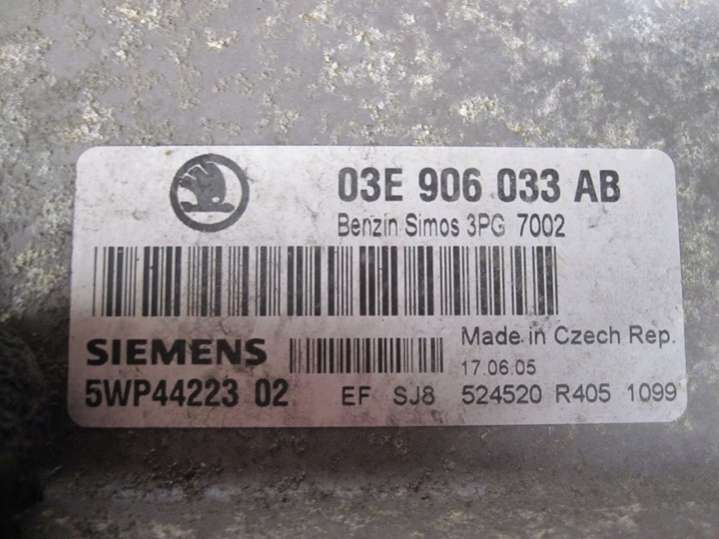 03E 906 033 AB
Benzin Simos 3PG 7002
SIEMENS
Made in Czech Rep.
17.06.05
5WP44223 02
EF SJ8 524520 R405 1099